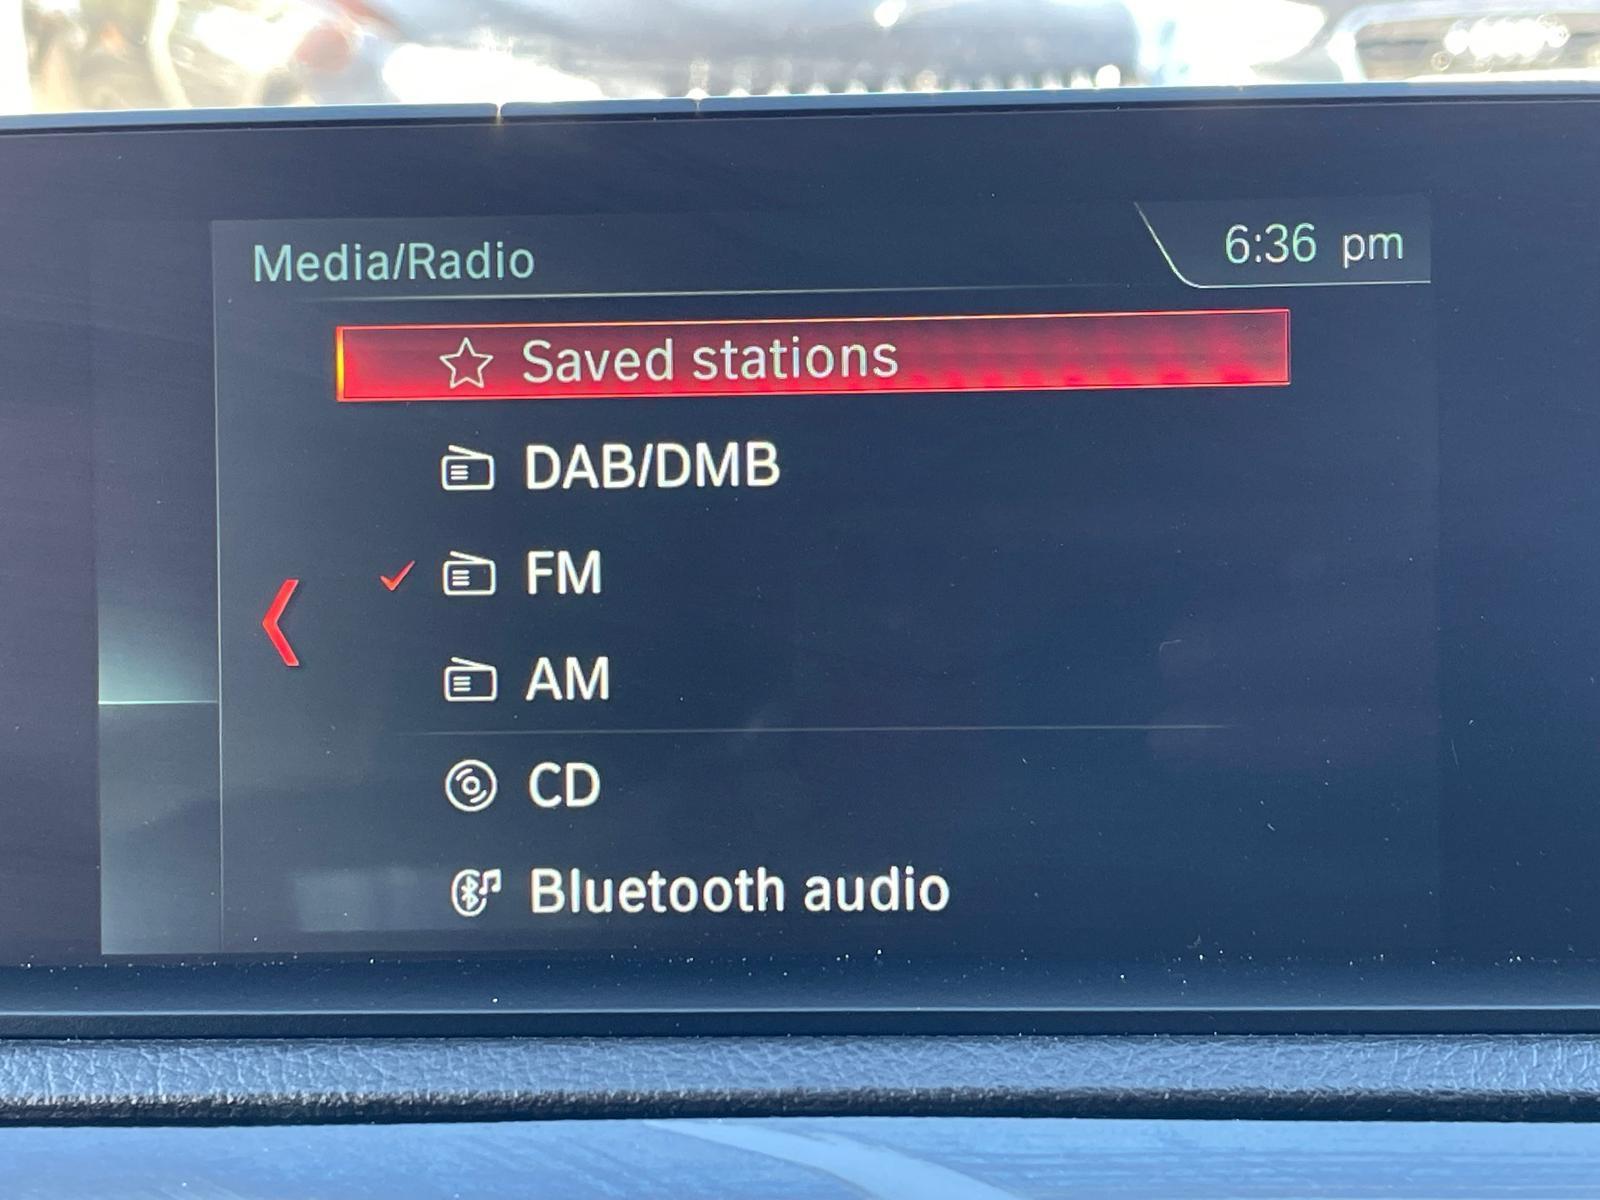 Media/Radio
6:36 pm
Saved stations
DAB/DMB
FM
AM
CD
Bluetooth audio